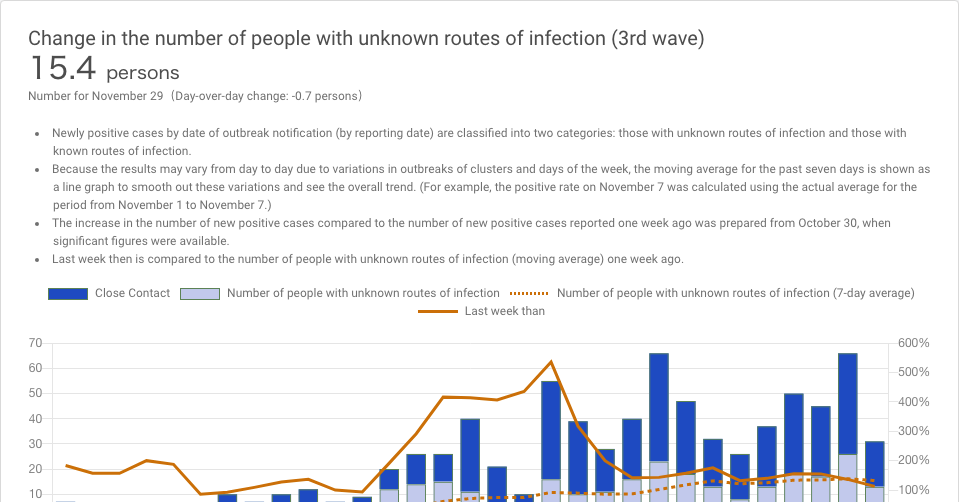 Change in the number of people with unknown routes of infection (3rd wave)
15.4 persons
Number for November 29 （Day-over-day change: -0.7 persons）
Newly positive cases by date of outbreak notification (by reporting date) are classified into two categories: those with unknown routes of infection and those with
known routes of infection.
Because the results may vary from day to day due to variations in outbreaks of clusters and days of the week, the moving average for the past seven days is shown as
a line graph to smooth out these variations and see the overall trend. (For example, the positive rate on November 7 was calculated using the actual average for the
period from November 1 to November 7.)
The increase in the number of new positive cases compared to the number of new positive cases reported one week ago was prepared from October 30, when
significant figures were available.
Last week then is compared to the number of people with unknown routes of infection (moving average) one week ago.
Close Contact Number of people with unknown routes of infection Number of people with unknown routes of infection (7-day average)
Last week than
70 600%
60 500%
50 400%
40 300%
30 200%
20 100%
10